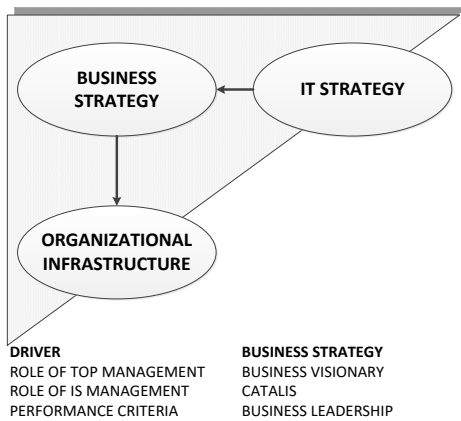 BUSINESS
STRATEGY
IT STRATEGY
ORGANIZATIONAL
INFRASTRUCTURE
DRIVER BUSINESS STRATEGY
ROLE OF TOP MANAGEMENT BUSINESS VISIONARY
ROLE OF IS MANAGEMENT CATALIS
PERFORMANCE CRITERIA BUSINESS LEADERSHIP